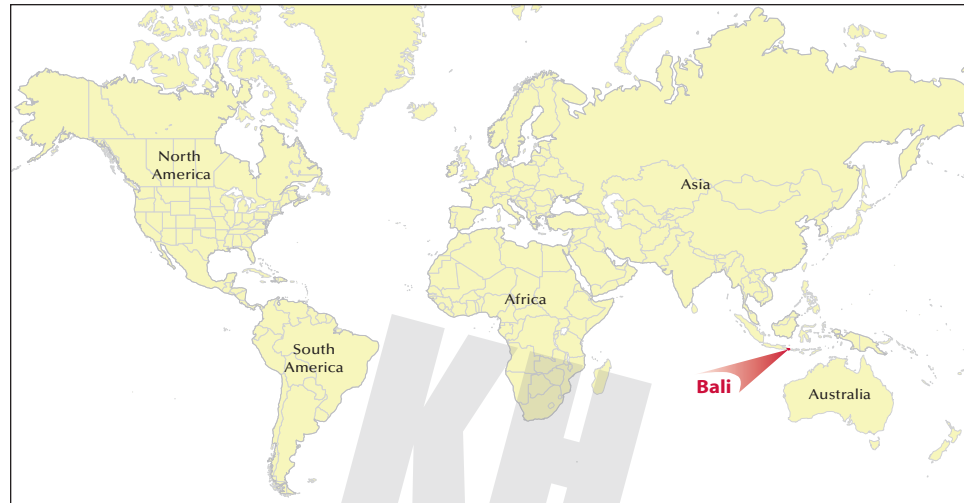 North
America
Asia
Africa
South
America
Bali
Australia
KH